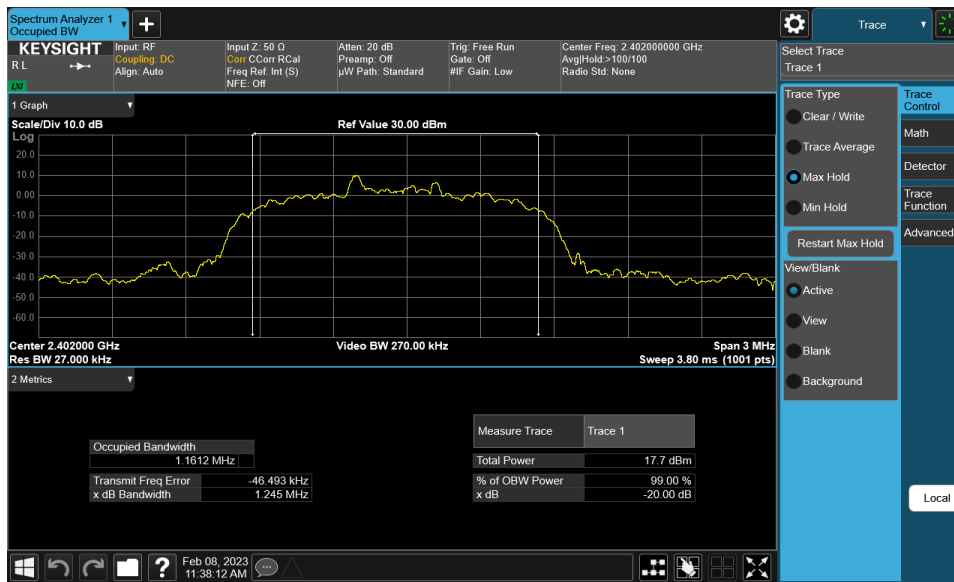 Spectrum Analyzer 1
Occupied BW
+
KEYSIGHT
R L
LXI
Input: RF
Coupling: DC
Align: Auto
Input Z: 50 Ω
Corr CCorr RCal
Freq Ref: Int (S)
NFE: Off
Atten: 20 dB
Preamp: Off
µW Path: Standard
Trig: Free Run
Gate: Off
#IF Gain: Low
Center Freq: 2.402000000 GHz
Avg|Hold:>100/100
Radio Std: None
1 Graph
Scale/Div 10.0 dB
Ref Value 30.00 dBm
Log
20.0
10.0
0.00
-10.0
-20.0
-30.0
-40.0
-50.0
-60.0
Center 2.402000 GHz
Video BW 270.00 kHz
Span 3 MHz
Res BW 27.000 kHz
Sweep 3.80 ms (1001 pts)
2 Metrics
Occupied Bandwidth
1.1612 MHz
Transmit Freq Error -46.493 kHz
x dB Bandwidth 1.245 MHz
Measure Trace Trace 1
Total Power 17.7 dBm
% of OBW Power 99.00 %
x dB -20.00 dB
?
Feb 08, 2023
11:38:12 AM
Trace
Select Trace
Trace 1
Trace Type
Clear / Write
Trace Average
Max Hold
Min Hold
Restart Max Hold
View/Blank
Active
View
Blank
Background
Trace
Control
Math
Detector
Trace
Function
Advanced
Local